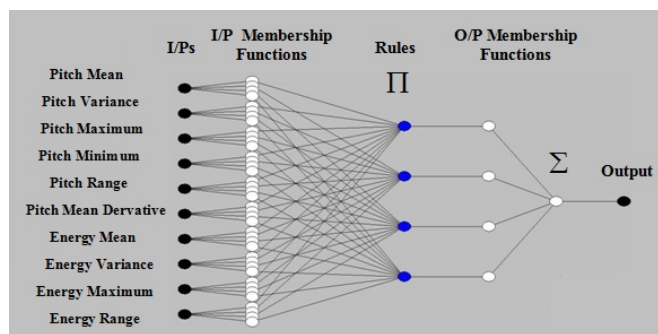 I/Ps
I/P Membership
Functions
Rules
O/P Membership
Functions
Π
Σ
Output
Pitch Mean
Pitch Variance
Pitch Maximum
Pitch Minimum
Pitch Range
Pitch Mean Dervative
Energy Mean
Energy Variance
Energy Maximum
Energy Range